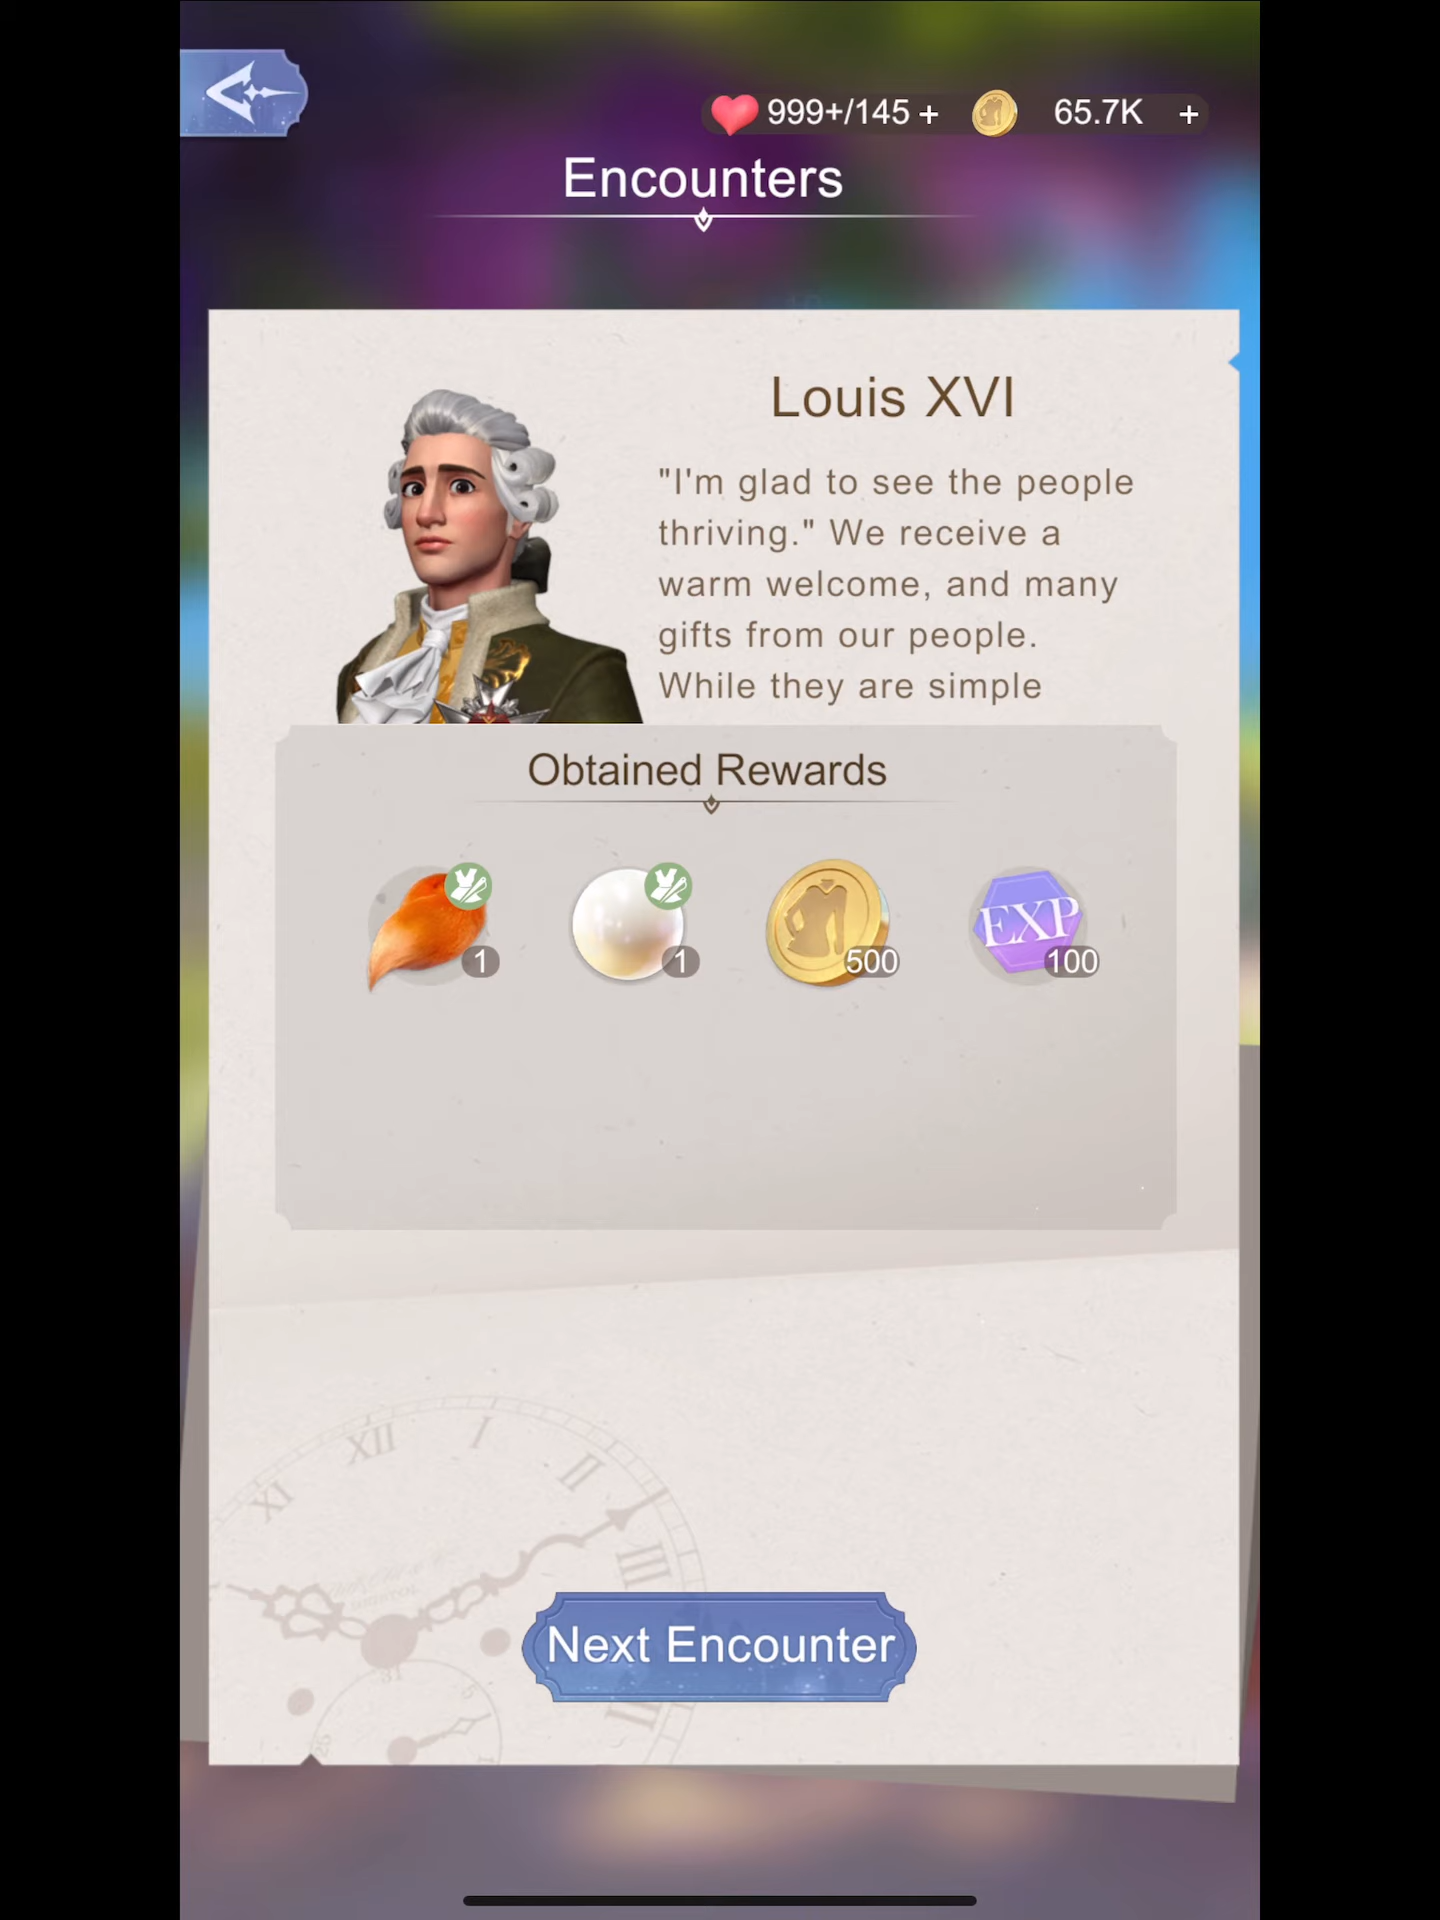 999+/145 +
65.7K +
Encounters
Louis XVI
"I'm glad to see the people
thriving." We receive a
warm welcome, and many
gifts from our people.
While they are simple
Obtained Rewards
1
1
500
EXP
100
XI
XII
I
II
III
31
5
Next Encounter